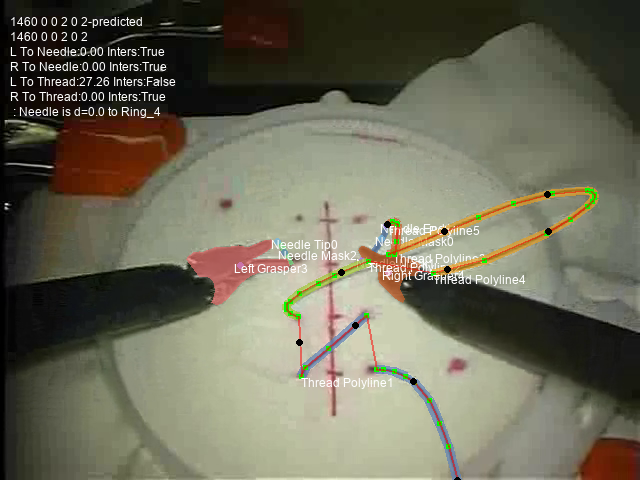 1460 0 0 2 0 2-predicted
1460 0 0 2 0 2
L To Needle:0.00 Inters:True
R To Needle:0.00 Inters:True
L To Thread:27.26 Inters:False
R To Thread:0.00 Inters:True
: Needle is d=0.0 to Ring_4
Thread Polyline5
Needle Tip0
Needle Mask0
Needle Mask2
Left Grasper3
Right Grasper
Thread Polyline4
Thread Polyline1